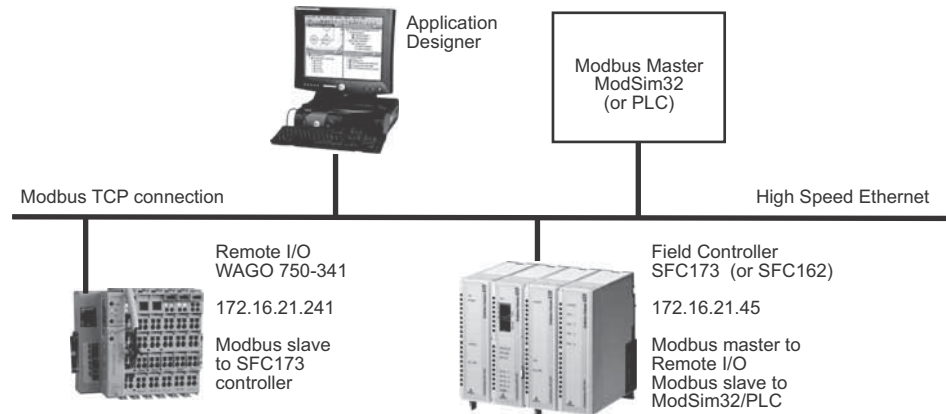 Application
Designer
Modbus Master
ModSim32
(or PLC)
Modbus TCP connection
High Speed Ethernet
Remote I/O
WAGO 750-341
172.16.21.241
Modbus slave
to SFC173
controller
Field Controller
SFC173 (or SFC162)
172.16.21.45
Modbus master to
Remote I/O
Modbus slave to
ModSim32/PLC